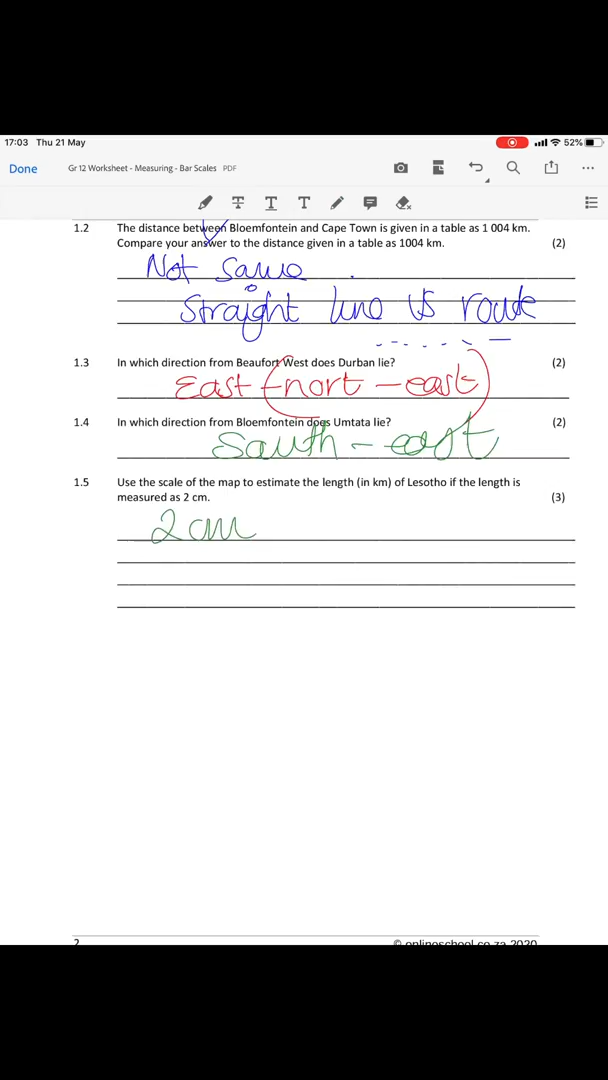 17:03 Thu 21 May
52%
Done
Gr 12 Worksheet - Measuring - Bar Scales PDF
T T T
1.2 The distance between Bloemfontein and Cape Town is given in a table as 1 004 km.
Compare your answer to the distance given in a table as 1004 km. (2)
Not same
Straight line vs route
1.3 In which direction from Beaufort West does Durban lie? (2)
East (nort - east)
1.4 In which direction from Bloemfontein does Umtata lie? (2)
South - east
1.5 Use the scale of the map to estimate the length (in km) of Lesotho if the length is
measured as 2 cm. (3)
2 cm
2 © onlineschool.co.za 2020